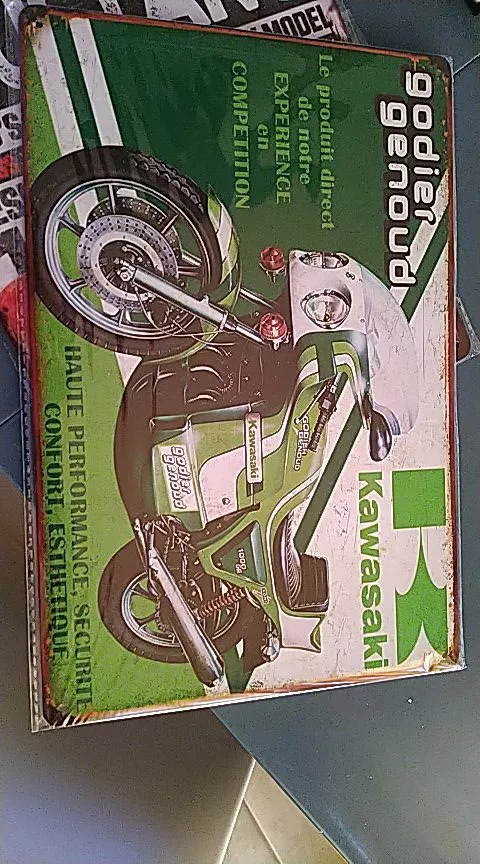 MODEL
godier
genoud
Le produit direct
de notre
EXPERIENCE
en
COMPETITION
Kawasaki
GODIER
GENOUD
Kawasaki
godier
genoud
HAUTE PERFORMANCE, SECURITE
CONFORT, ESTHETIQUE